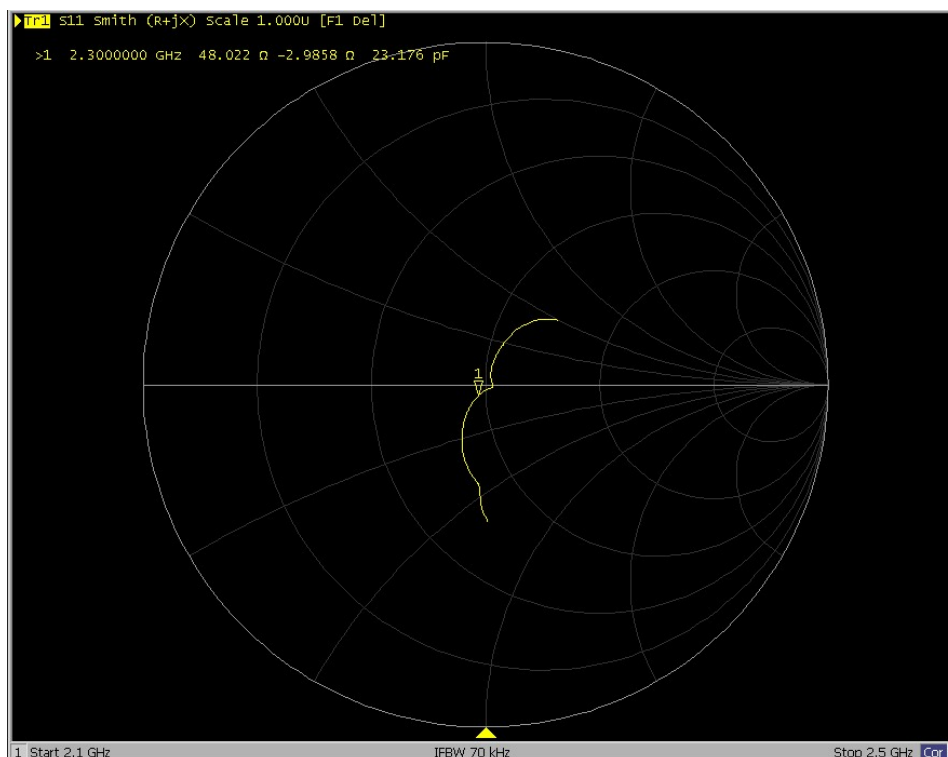 Tr1 S11 Smith (R+jX) Scale 1.000U [F1 Del]
>1 2.3000000 GHz 48.022 Ω -2.9858 Ω 23.176 pF
1
1 Start 2.1 GHz IFBW 70 kHz Stop 2.5 GHz Cor